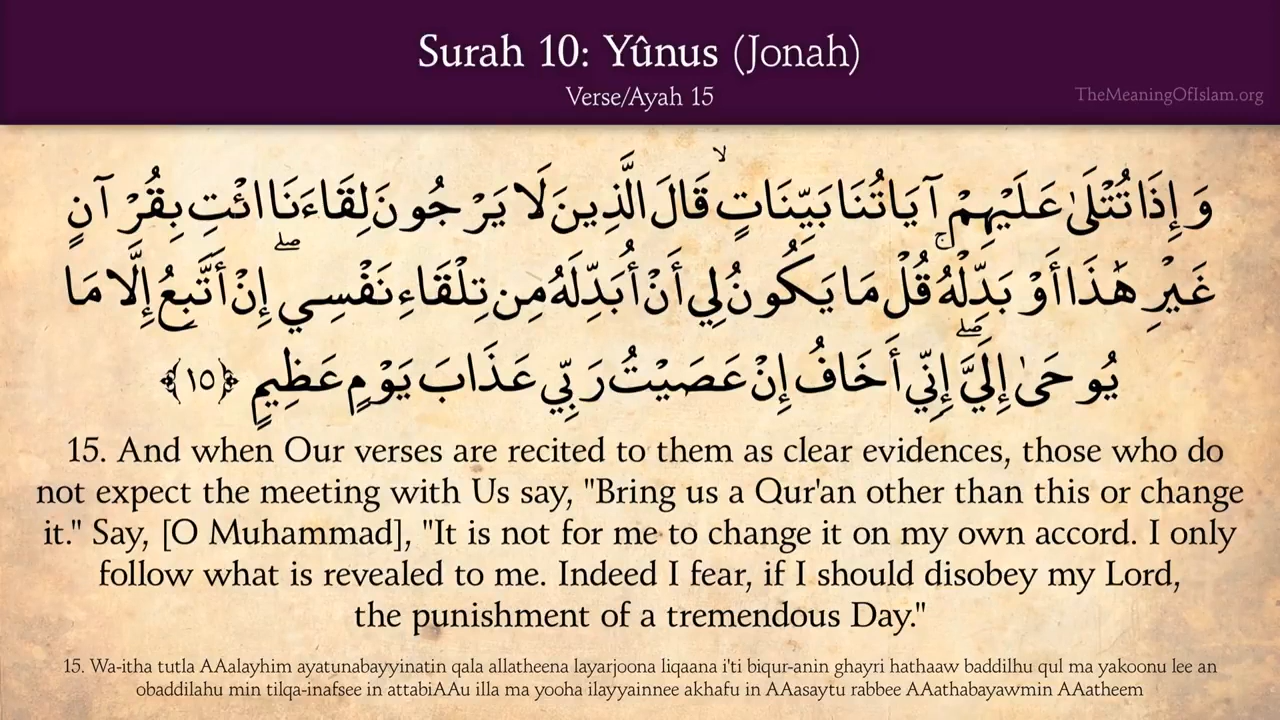 Surah 10: Yûnus (Jonah)
Verse/Ayah 15
TheMeaningOfIslam.org
وَإِذَا تُتْلَىٰ عَلَيْهِمْ آيَاتُنَا بَيِّنَاتٍ ۙ قَالَ الَّذِينَ لَا يَرْجُونَ لِقَاءَنَا ائْتِ بِقُرْآنٍ
غَيْرِ هَٰذَا أَوْ بَدِّلْهُ ۚ قُلْ مَا يَكُونُ لِي أَنْ أُبَدِّلَهُ مِن تِلْقَاءِ نَفْسِي ۖ إِنْ أَتَّبِعُ إِلَّا مَا
يُوحَىٰ إِلَيَّ ۖ إِنِّي أَخَافُ إِنْ عَصَيْتُ رَبِّي عَذَابَ يَوْمٍ عَظِيمٍ ﴿١٥﴾
15. And when Our verses are recited to them as clear evidences, those who do
not expect the meeting with Us say, "Bring us a Qur'an other than this or change
it." Say, [O Muhammad], "It is not for me to change it on my own accord. I only
follow what is revealed to me. Indeed I fear, if I should disobey my Lord,
the punishment of a tremendous Day."
15. Wa-itha tutla AAalayhim ayatunabayyinatin qala allatheena layarjoona liqaana i'ti biqur-anin ghayri hathaaw baddilhu qul ma yakoonu lee an
obaddilahu min tilqa-inafsee in attabiAAu illa ma yooha ilayyainnee akhafu in AAasaytu rabbee AAathabayawmin AAatheem